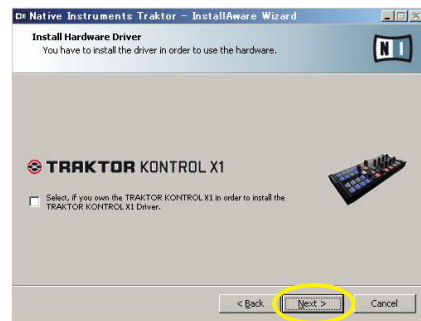 Native Instruments Traktor - InstallAware Wizard
Install Hardware Driver
You have to install the driver in order to use the hardware.
N I
TRAKTOR KONTROL X1
Select, if you own the TRAKTOR KONTROL X1 in order to install the
TRAKTOR KONTROL X1 Driver.
< Back Next > Cancel